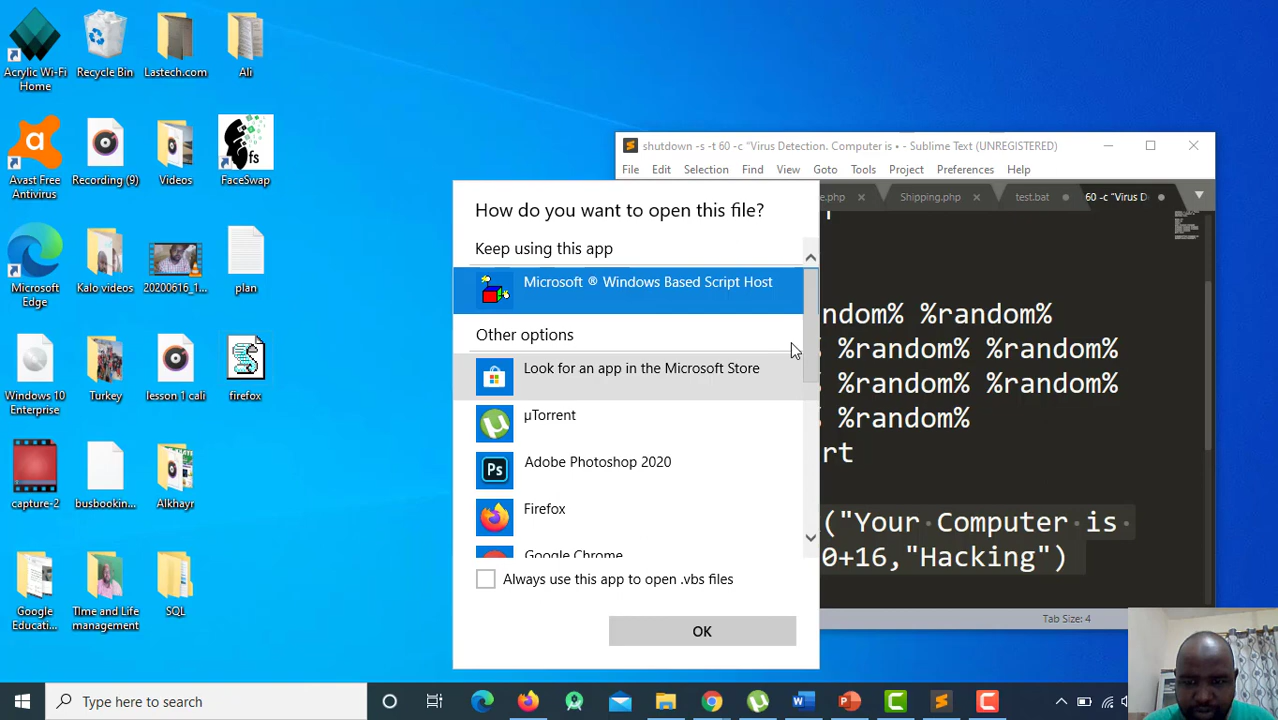 Acrylic Wi-Fi
Home
Recycle Bin
Lastech.com
Ali
Avast Free
Antivirus
Recording (9)
Videos
FaceSwap
fs
Microsoft
Edge
Kalo videos
20200616_1...
plan
Windows 10
Enterprise
Turkey
lesson 1 cali
firefox
capture-2
busbookin...
Alkhayr
Google
Educati...
TIme and Life
management
SQL
shutdown -s -t 60 -c "Virus Detection. Computer is • - Sublime Text (UNREGISTERED)
File Edit Selection Find View Goto Tools Project Preferences Help
e.php
Shipping.php
test.bat
60 -c "Virus D
ndom% %random%
%random% %random%
% %random% %random%
% %random%
rt
("Your Computer is
0+16,"Hacking")
Tab Size: 4
How do you want to open this file?
Keep using this app
Microsoft ® Windows Based Script Host
Other options
Look for an app in the Microsoft Store
µTorrent
Adobe Photoshop 2020
Firefox
Google Chrome
Always use this app to open .vbs files
OK
Type here to search